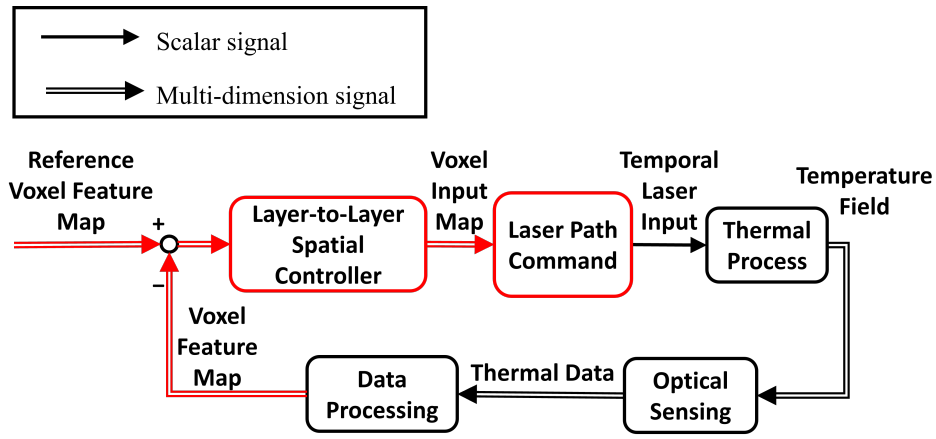 Scalar signal
Multi-dimension signal
Reference
Voxel Feature
Map
+
−
Layer-to-Layer
Spatial
Controller
Voxel
Input
Map
Laser Path
Command
Temporal
Laser
Input
Thermal
Process
Temperature
Field
Voxel
Feature
Map
Data
Processing
Thermal Data
Optical
Sensing